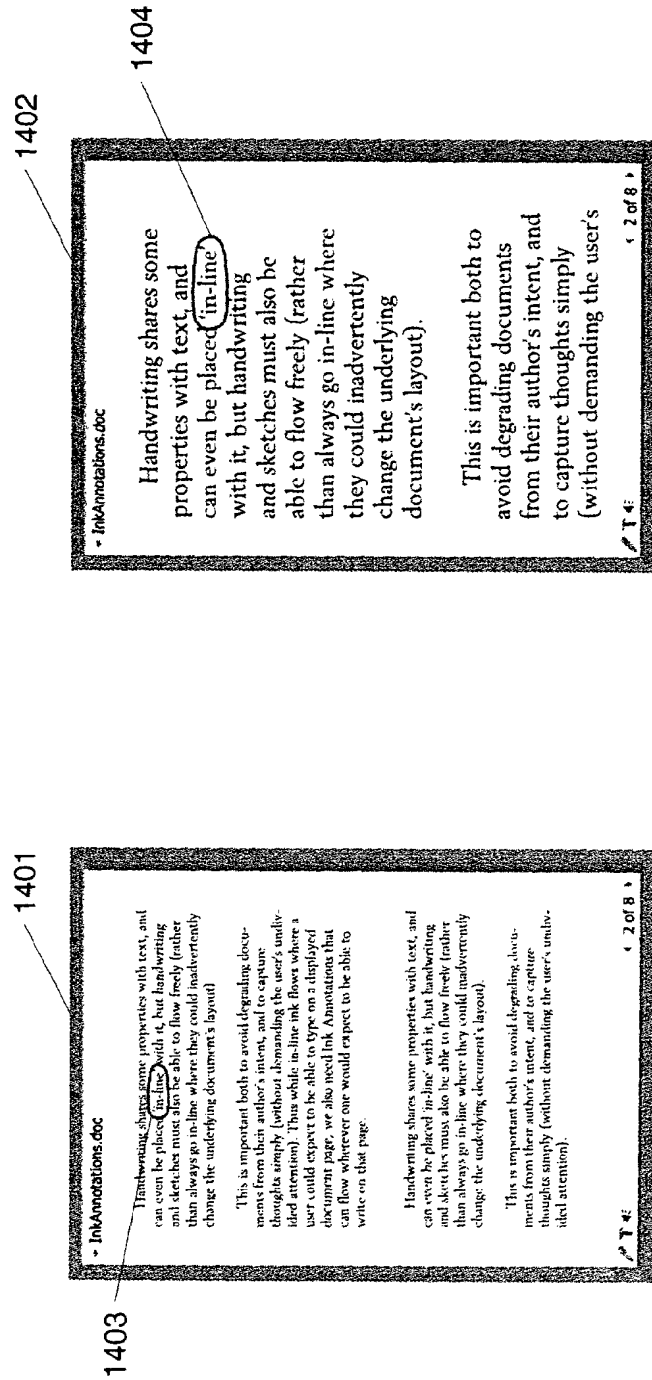 1401
- InkAnnotations.doc
Handwriting shares some properties with text, and
can even be placed 'in-line' with it, but handwriting
and sketches must also be able to flow freely (rather
than always go in-line where they could inadvertently
change the underlying document's layout)
This is important both to avoid degrading docu-
ments from their author's intent, and to capture
thoughts simply (without demanding the user's undiv-
ided attention). Thus while in-line ink flows where a
user could expect to be able to type on a displayed
document page, we also need Ink Annotations that
can flow wherever one would expect to be able to
write on that page.
Handwriting shares some properties with text, and
can even be placed 'in-line' with it, but handwriting
and sketches must also be able to flow freely (rather
than always go in-line where they could inadvertently
change the underlying document's layout).
This is important both to avoid degrading docu-
ments from their author's intent, and to capture
thoughts simply (without demanding the user's undiv-
ided attention).
T
2 of 8
1403
1402
- InkAnnotations.doc
Handwriting shares some
properties with text, and
can even be placed 'in-line'
with it, but handwriting
and sketches must also be
able to flow freely (rather
than always go in-line where
they could inadvertently
change the underlying
document's layout).
This is important both to
avoid degrading documents
from their author's intent, and
to capture thoughts simply
(without demanding the user's
T
2 of 8
1404